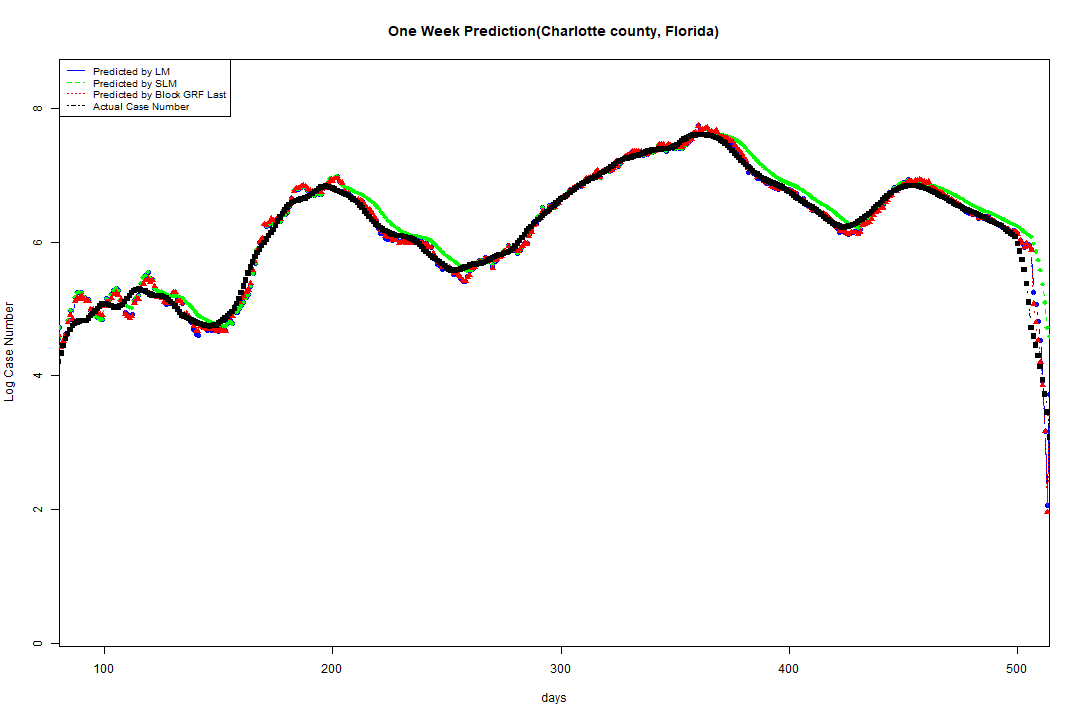 One Week Prediction(Charlotte county, Florida)
Predicted by LM
Predicted by SLM
Predicted by Block GRF Last
Actual Case Number
8
6
4
2
0
Log Case Number
100
200
300
400
500
days